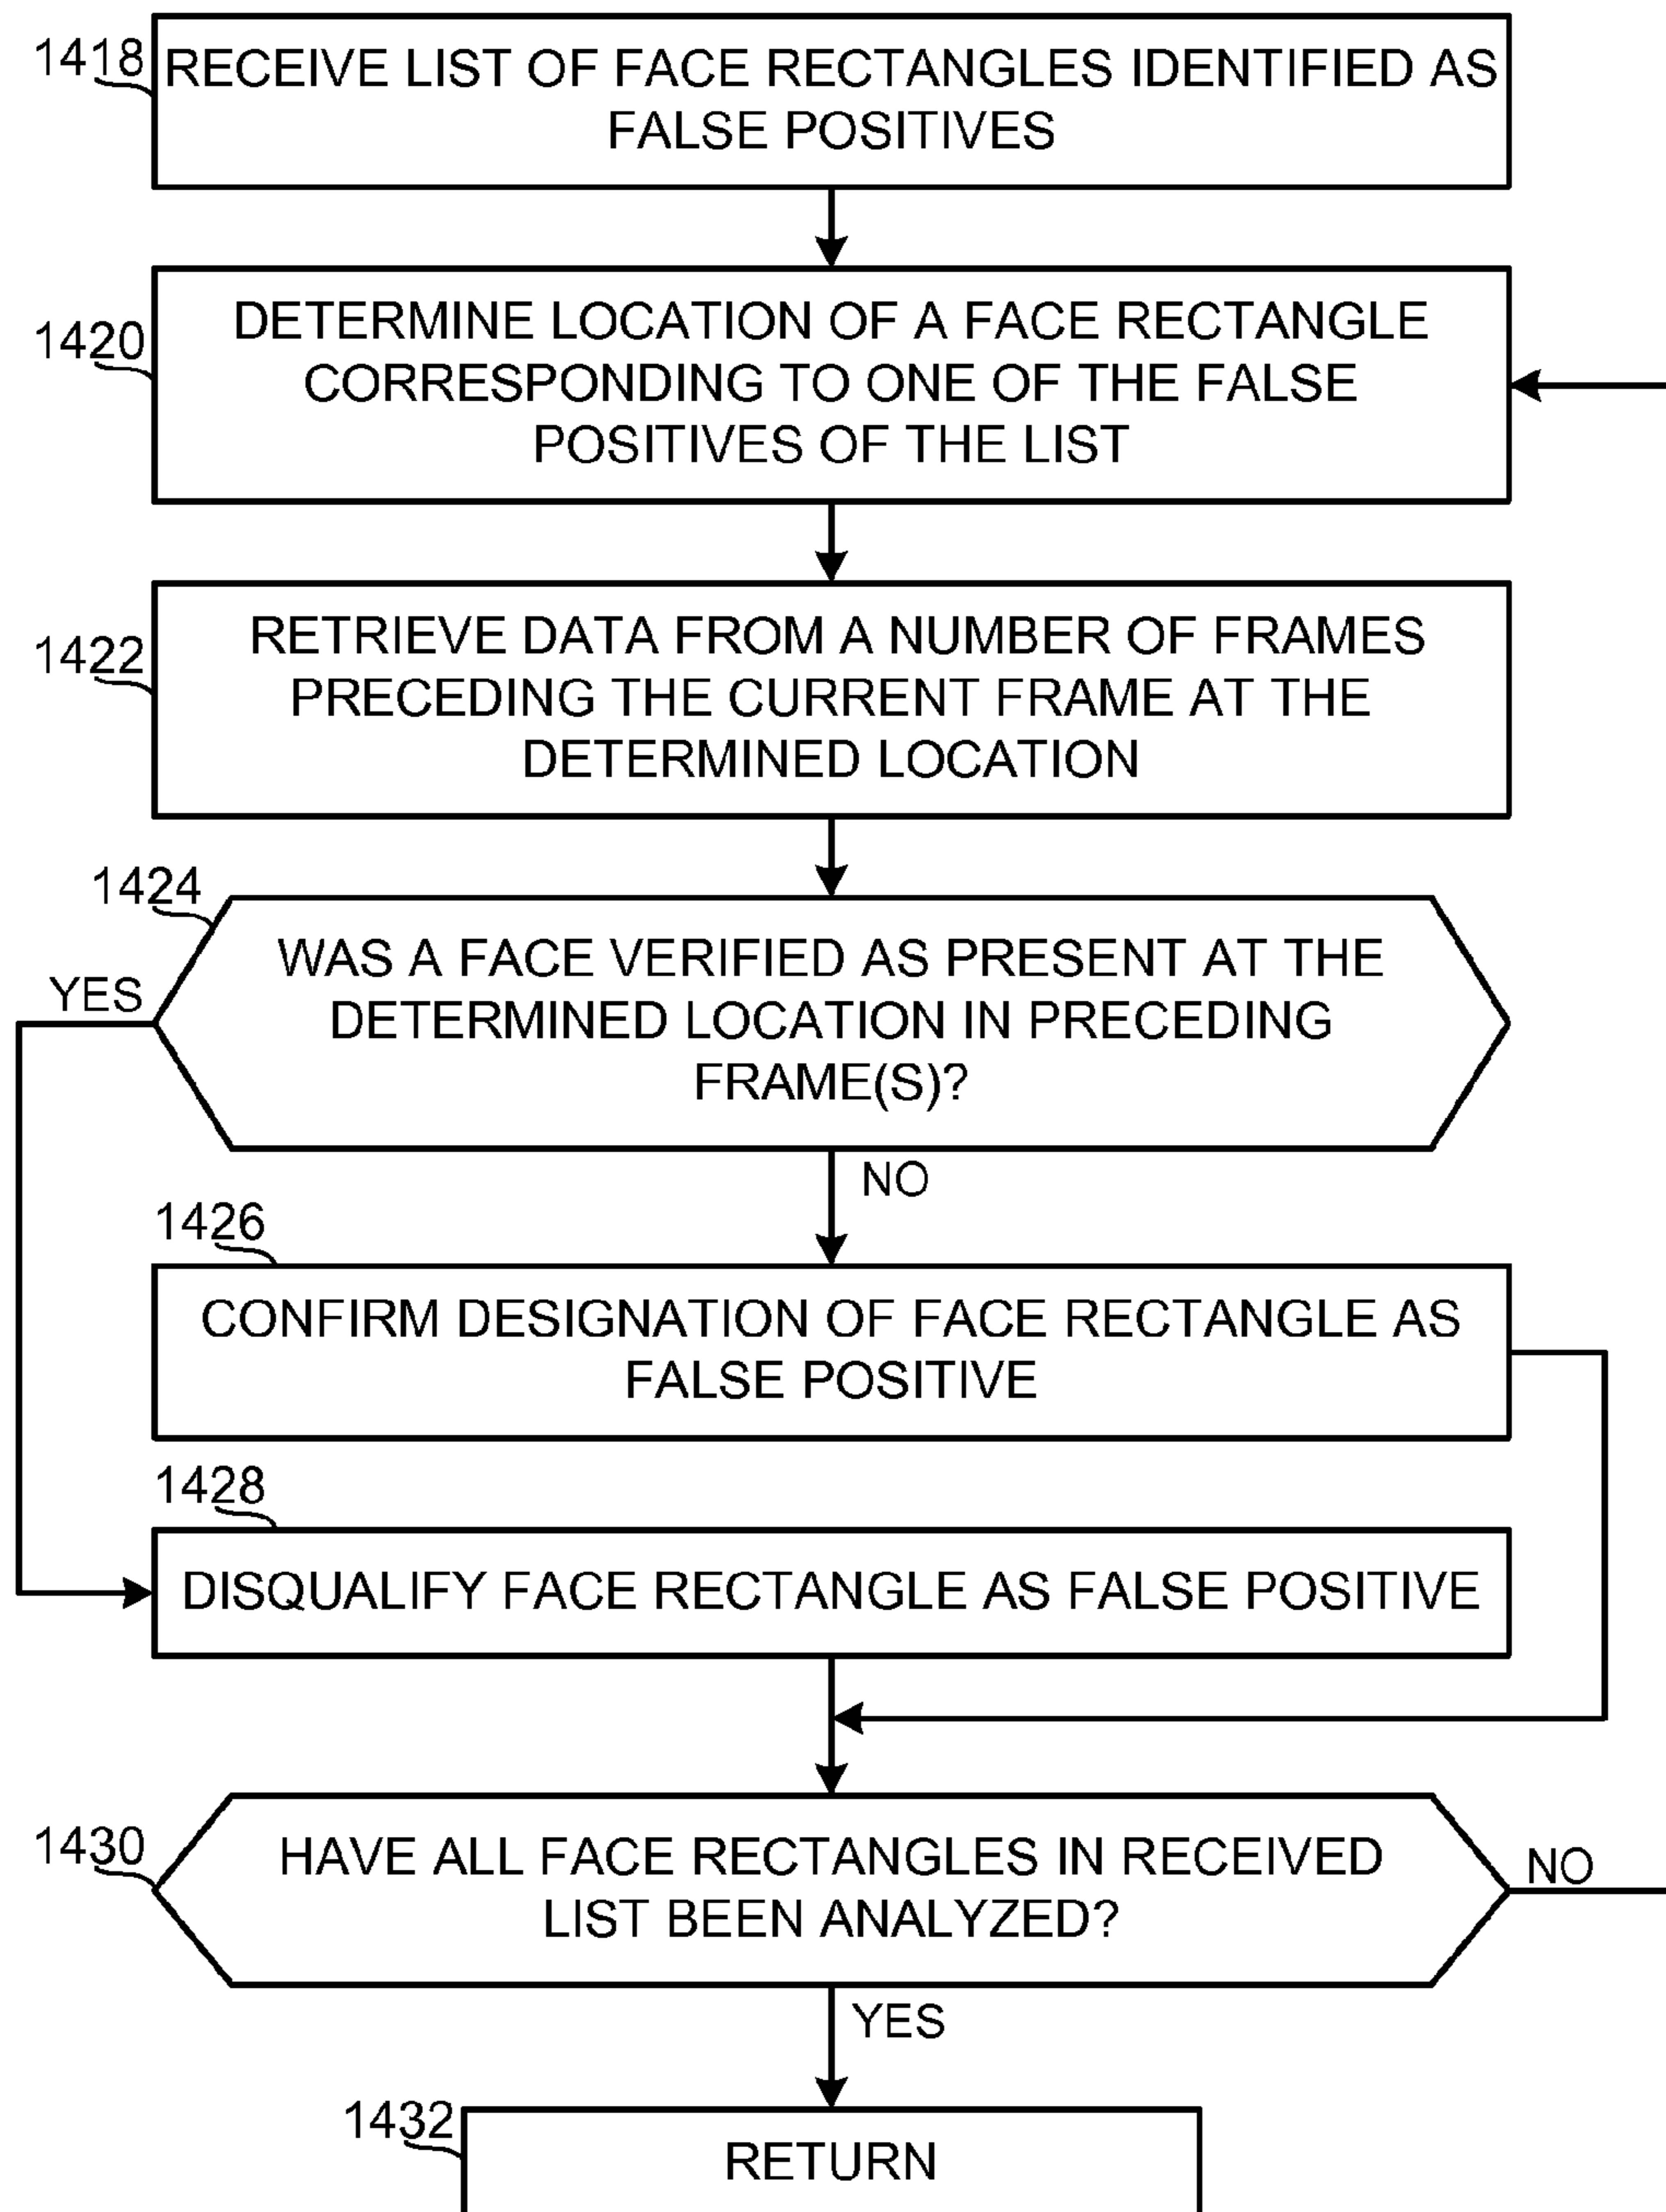 1418
RECEIVE LIST OF FACE RECTANGLES IDENTIFIED AS
FALSE POSITIVES
1420
DETERMINE LOCATION OF A FACE RECTANGLE
CORRESPONDING TO ONE OF THE FALSE
POSITIVES OF THE LIST
1422
RETRIEVE DATA FROM A NUMBER OF FRAMES
PRECEDING THE CURRENT FRAME AT THE
DETERMINED LOCATION
1424
WAS A FACE VERIFIED AS PRESENT AT THE
DETERMINED LOCATION IN PRECEDING
FRAME(S)?
YES
NO
1426
CONFIRM DESIGNATION OF FACE RECTANGLE AS
FALSE POSITIVE
1428
DISQUALIFY FACE RECTANGLE AS FALSE POSITIVE
1430
HAVE ALL FACE RECTANGLES IN RECEIVED
LIST BEEN ANALYZED?
NO
YES
1432
RETURN